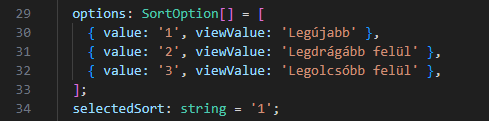 29 options: SortOption[] = [
30 { value: '1', viewValue: 'Legújabb' },
31 { value: '2', viewValue: 'Legdrágább felül' },
32 { value: '3', viewValue: 'Legolcsóbb felül' },
33 ];
34 selectedSort: string = '1';